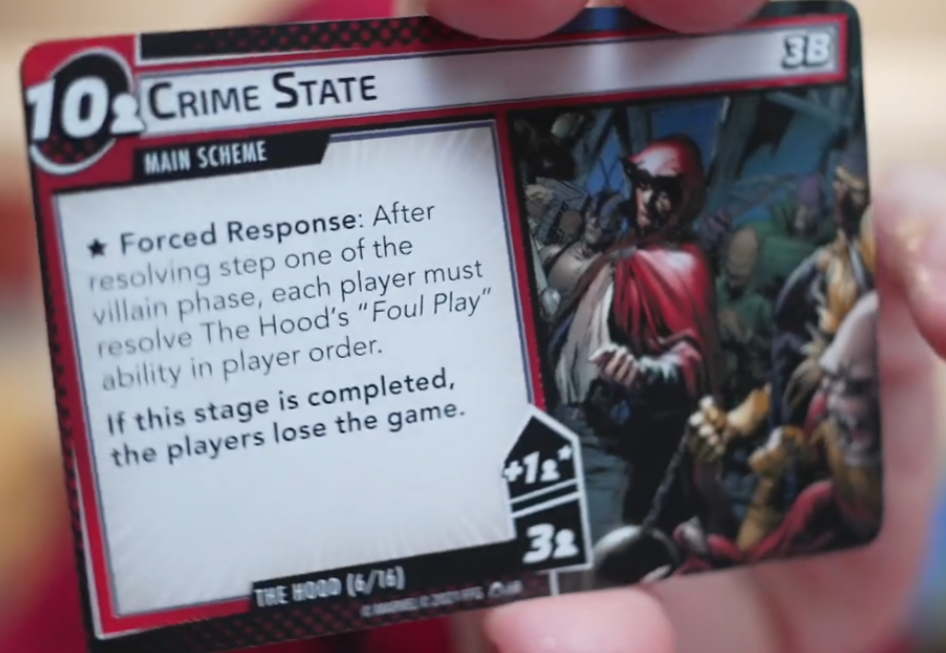 10
CRIME STATE
3B
MAIN SCHEME
★ Forced Response: After
resolving step one of the
villain phase, each player must
resolve The Hood's "Foul Play"
ability in player order.
If this stage is completed,
the players lose the game.
+1*
3
THE HOOD (6/16)
© MARVEL © 2021 FFG